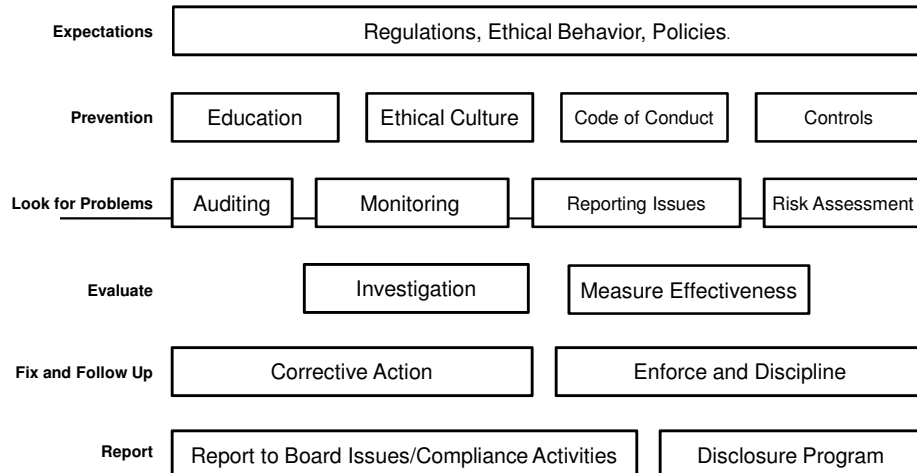 Expectations
Regulations, Ethical Behavior, Policies.
Prevention
Education
Ethical Culture
Code of Conduct
Controls
Look for Problems
Auditing
Monitoring
Reporting Issues
Risk Assessment
Evaluate
Investigation
Measure Effectiveness
Fix and Follow Up
Corrective Action
Enforce and Discipline
Report
Report to Board Issues/Compliance Activities
Disclosure Program